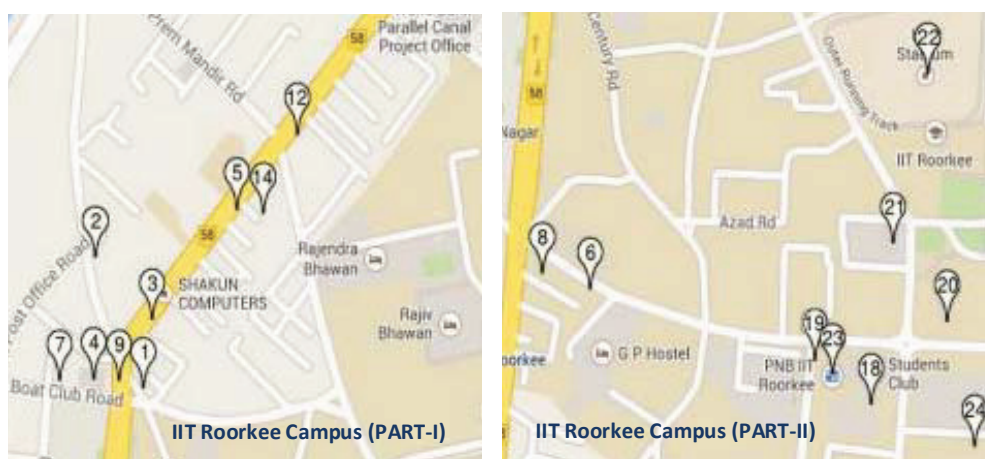 Parallel Canal
Project Office
58
Prem Mandir Rd
12
5
14
2
58
Post Office Road
3
SHAKUN
COMPUTERS
Rajendra
Bhawan
Rajiv
Bhawan
7
4
9
1
Boat Club Road
IIT Roorkee Campus (PART-I)
22
Stadium
Century Rd
Outer Running Track
58
Nagar
IIT Roorkee
21
Azad Rd
8
6
20
19
23
G P Hostel
PNB IIT
Roorkee
18
Students
Club
24
oorkee
IIT Roorkee Campus (PART-II)